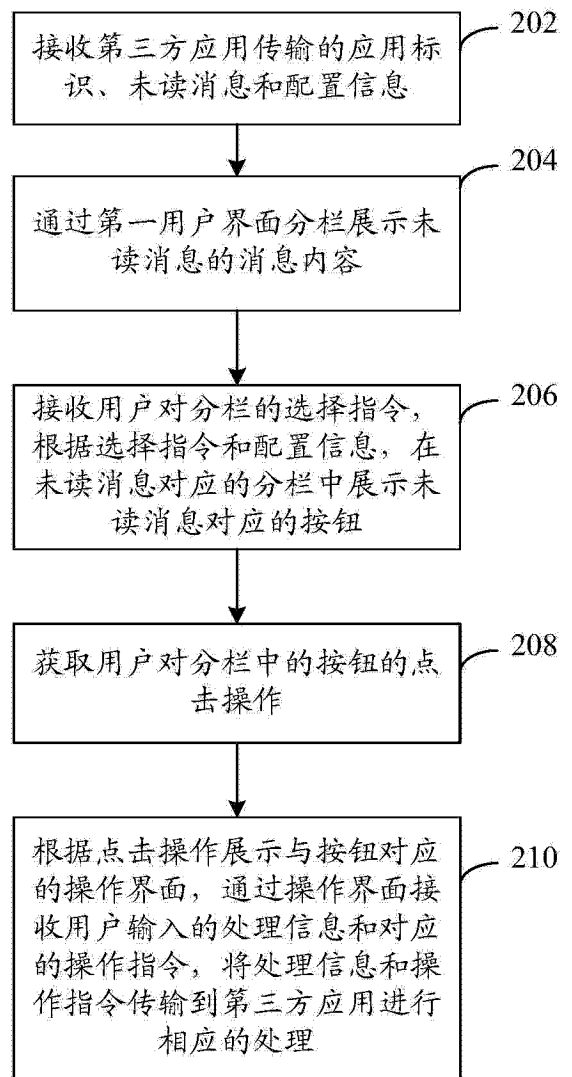 接收第三方应用传输的应用标
识、未读消息和配置信息
202
通过第一用户界面分栏展示未
读消息的消息内容
204
接收用户对分栏的选择指令,
根据选择指令和配置信息,在
未读消息对应的分栏中展示未
读消息对应的按钮
206
获取用户对分栏中的按钮的点
击操作
208
根据点击操作展示与按钮对应
的操作界面,通过操作界面接
收用户输入的处理信息和对应
的操作指令,将处理信息和操
作指令传输到第三方应用进行
相应的处理
210